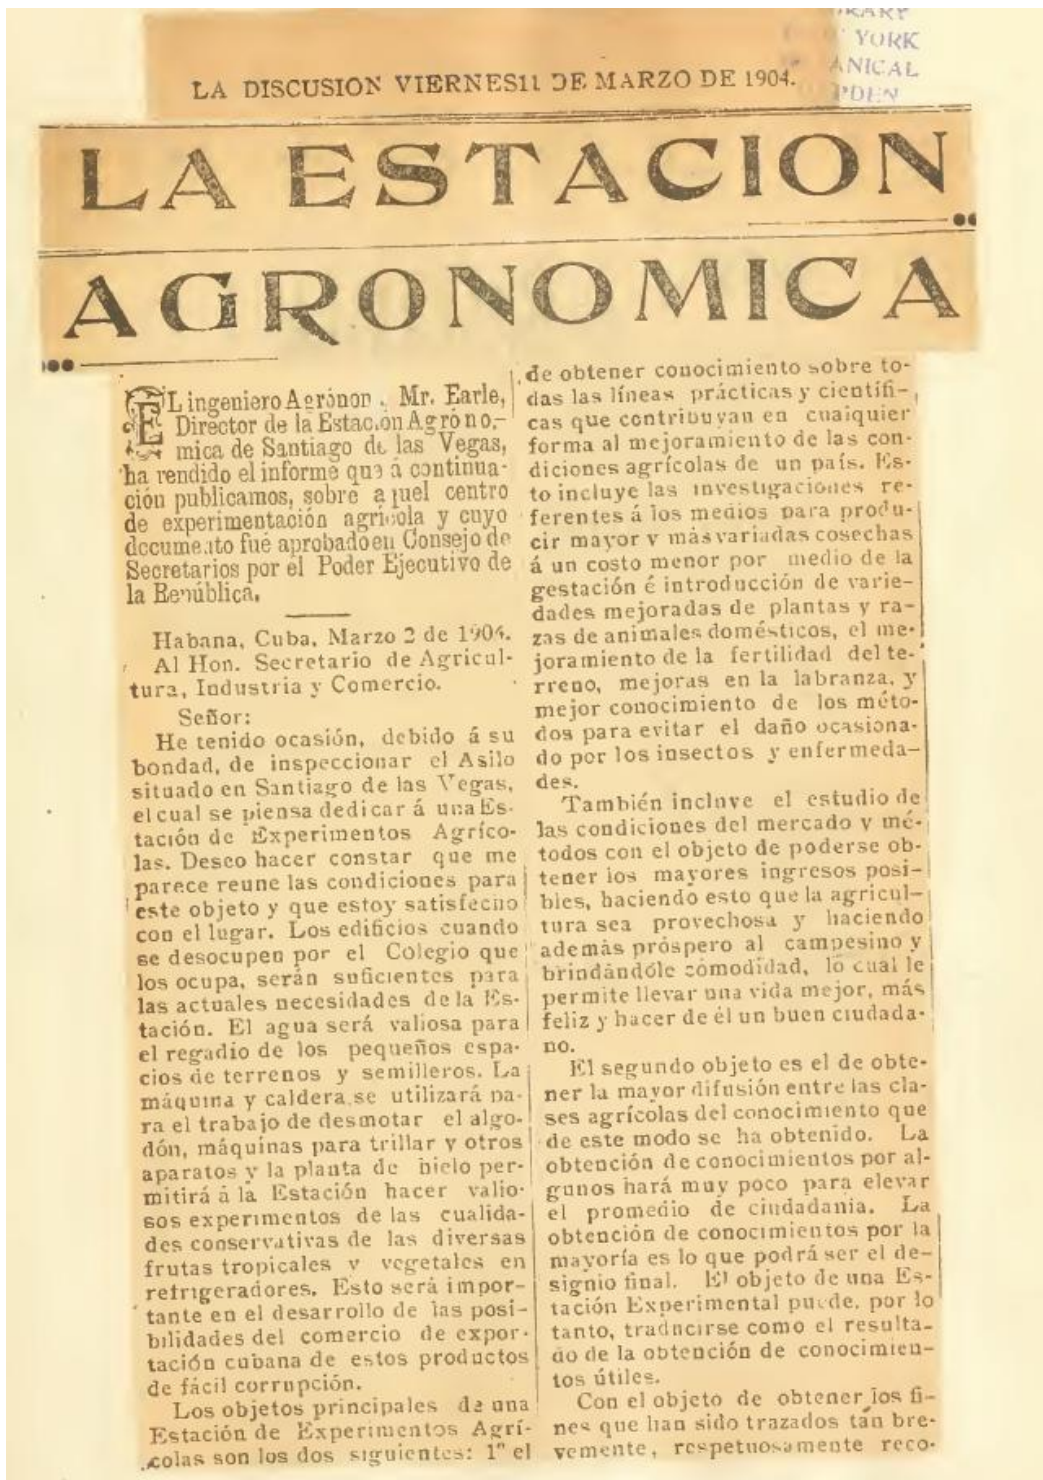 LIBRARY
NEW YORK
BOTANICAL
GARDEN
LA DISCUSION VIERNES 11 DE MARZO DE 1904.
LA ESTACION
AGRONOMICA
EL ingeniero Agrónon . Mr. Earle,
Director de la Estación Agróno-
mica de Santiago de las Vegas,
ha rendido el informe que á continua-
ción publicamos, sobre aquel centro
de experimentación agrícola y cuyo
documento fué aprobado en Consejo de
Secretarios por el Poder Ejecutivo de
la República.
Habana, Cuba, Marzo 2 de 1904.
Al Hon. Secretario de Agricul-
tura, Industria y Comercio.
Señor:
He tenido ocasión, debido á su
bondad, de inspeccionar el Asilo
situado en Santiago de las Vegas,
el cual se piensa dedicar á una Es-
tación de Experimentos Agríco-
las. Deseo hacer constar que me
parece reune las condiciones para
este objeto y que estoy satisfecho
con el lugar. Los edificios cuando
se desocupen por el Colegio que
los ocupa, serán suficientes para
las actuales necesidades de la Es-
tación. El agua será valiosa para
el regadio de los pequeños espa-
cios de terrenos y semilleros. La
máquina y caldera se utilizará pa-
ra el trabajo de desmotar el algo-
dón, máquinas para trillar y otros
aparatos y la planta de hielo per-
mitirá á la Estación hacer valio-
sos experimentos de las cualida-
des conservativas de las diversas
frutas tropicales y vegetales en
refrigeradores. Esto será impor-
tante en el desarrollo de las posi-
bilidades del comercio de expor-
tación cubana de estos productos
de fácil corrupción.
Los objetos principales de una
Estación de Experimentos Agrí-
colas son los dos siguientes: 1º el
de obtener conocimiento sobre to-
das las líneas prácticas y científi-
cas que contribuyan en cualquier
forma al mejoramiento de las con-
diciones agrícolas de un país. Es-
to incluye las investigaciones re-
ferentes á los medios para produ-
cir mayor y más variadas cosechas
á un costo menor por medio de la
gestación é introducción de varie-
dades mejoradas de plantas y ra-
zas de animales domésticos, el me-
joramiento de la fertilidad del te-
rreno, mejoras en la labranza, y
mejor conocimiento de los méto-
dos para evitar el daño ocasiona-
do por los insectos y enfermeda-
des.
También incluye el estudio de
las condiciones del mercado y mé-
todos con el objeto de poderse ob-
tener los mayores ingresos posi-
bles, haciendo esto que la agricul-
tura sea provechosa y haciendo
además próspero al campesino y
brindándóle comodidad, lo cual le
permite llevar una vida mejor, más
feliz y hacer de él un buen ciudada-
no.
El segundo objeto es el de obte-
ner la mayor difusión entre las cla-
ses agrícolas del conocimiento que
de este modo se ha obtenido. La
obtención de conocimientos por al-
gunos hará muy poco para elevar
el promedio de ciudadania. La
obtención de conocimientos por la
mayoría es lo que podrá ser el de-
signio final. El objeto de una Es-
tación Experimental puede, por lo
tanto, traducirse como el resulta-
do de la obtención de conocimien-
tos útiles.
Con el objeto de obtener los fi-
nes que han sido trazados tan bre-
vemente, respetuosamente reco-